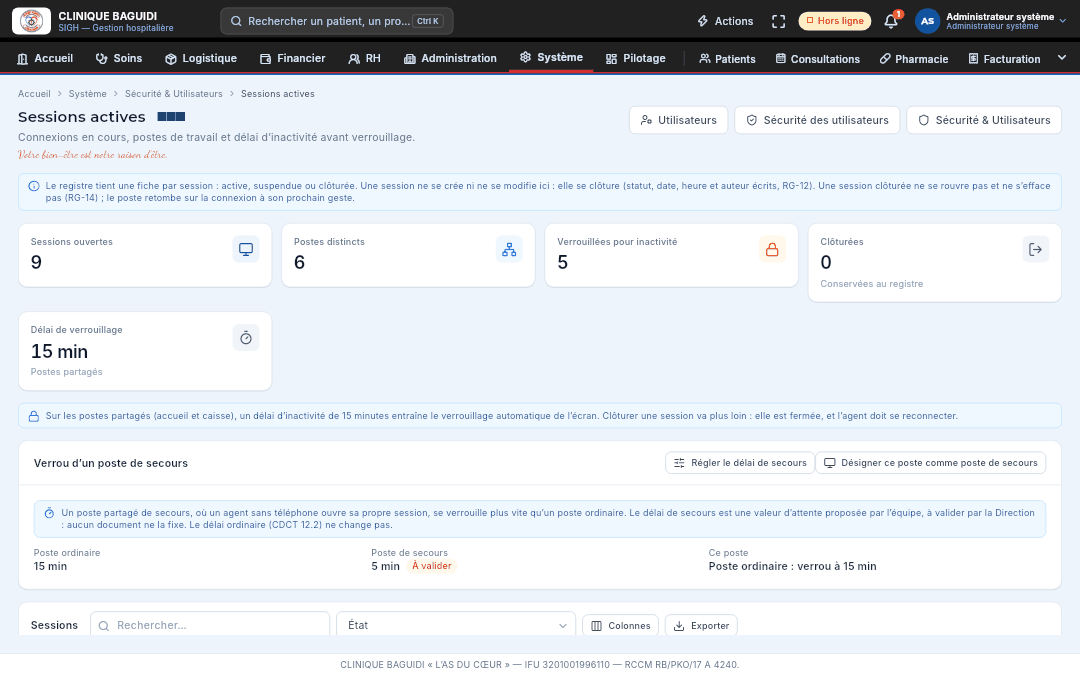 CLINIQUE BAGUIDI
SIGH — Gestion hospitalière
Rechercher un patient, un pro... Ctrl K
Actions
Hors ligne
1
AS
Administrateur système
Administrateur système
Accueil Soins Logistique Financier RH Administration Système Pilotage Patients Consultations Pharmacie Facturation
Accueil > Système > Sécurité & Utilisateurs > Sessions actives
Sessions actives
Connexions en cours, postes de travail et délai d'inactivité avant verrouillage.
Votre bien-être est notre raison d'être.
Utilisateurs
Sécurité des utilisateurs
Sécurité & Utilisateurs
Le registre tient une fiche par session : active, suspendue ou clôturée. Une session ne se crée ni ne se modifie ici : elle se clôture (statut, date, heure et auteur écrits, RG-12). Une session clôturée ne se rouvre pas et ne s'efface
pas (RG-14) ; le poste retombe sur la connexion à son prochain geste.
Sessions ouvertes
9
Postes distincts
6
Verrouillées pour inactivité
5
Clôturées
0
Conservées au registre
Délai de verrouillage
15 min
Postes partagés
Sur les postes partagés (accueil et caisse), un délai d'inactivité de 15 minutes entraîne le verrouillage automatique de l'écran. Clôturer une session va plus loin : elle est fermée, et l'agent doit se reconnecter.
Verrou d'un poste de secours
Régler le délai de secours
Désigner ce poste comme poste de secours
Un poste partagé de secours, où un agent sans téléphone ouvre sa propre session, se verrouille plus vite qu'un poste ordinaire. Le délai de secours est une valeur d'attente proposée par l'équipe, à valider par la Direction
: aucun document ne la fixe. Le délai ordinaire (CDCT 12.2) ne change pas.
Poste ordinaire
15 min
Poste de secours
5 min À valider
Ce poste
Poste ordinaire : verrou à 15 min
Sessions
Rechercher...
État
Colonnes
Exporter
CLINIQUE BAGUIDI « L'AS DU CŒUR » — IFU 3201001996110 — RCCM RB/PKO/17 A 4240.